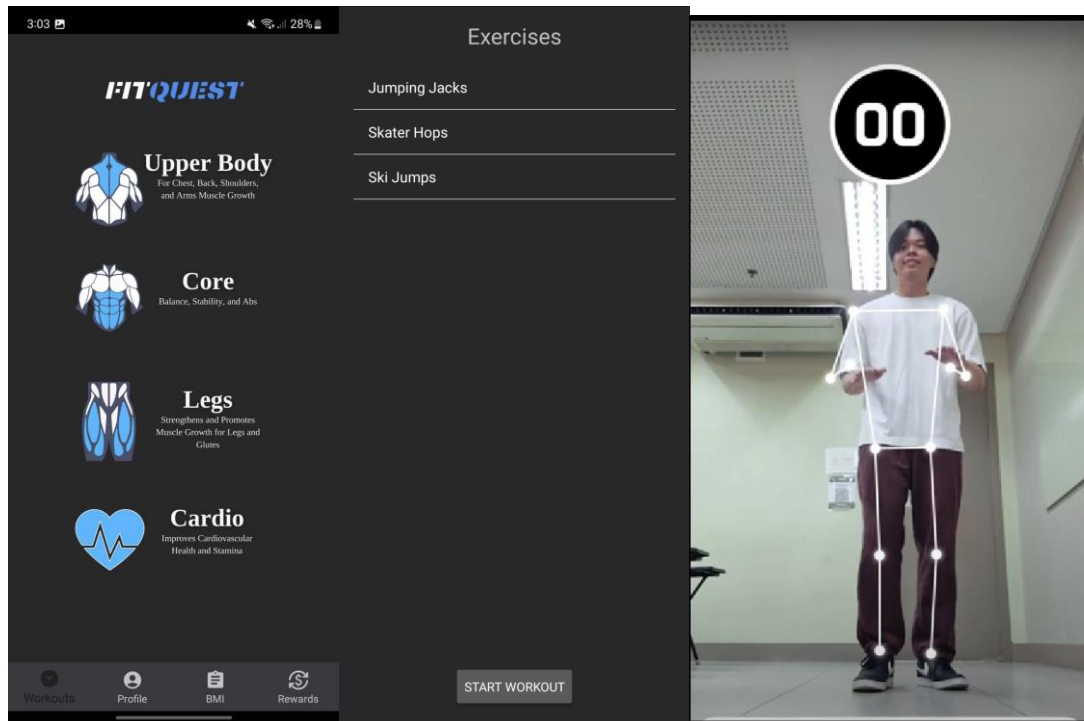 3:03
28%
FITQUEST
Upper Body
For Chest, Back, Shoulders,
and Arms Muscle Growth
Core
Balance, Stability, and Abs
Legs
Strengthens and Promotes
Muscle Growth for Legs and
Glutes
Cardio
Improves Cardiovascular
Health and Stamina
Workouts
Profile
BMI
Rewards
Exercises
Jumping Jacks
Skater Hops
Ski Jumps
START WORKOUT
00